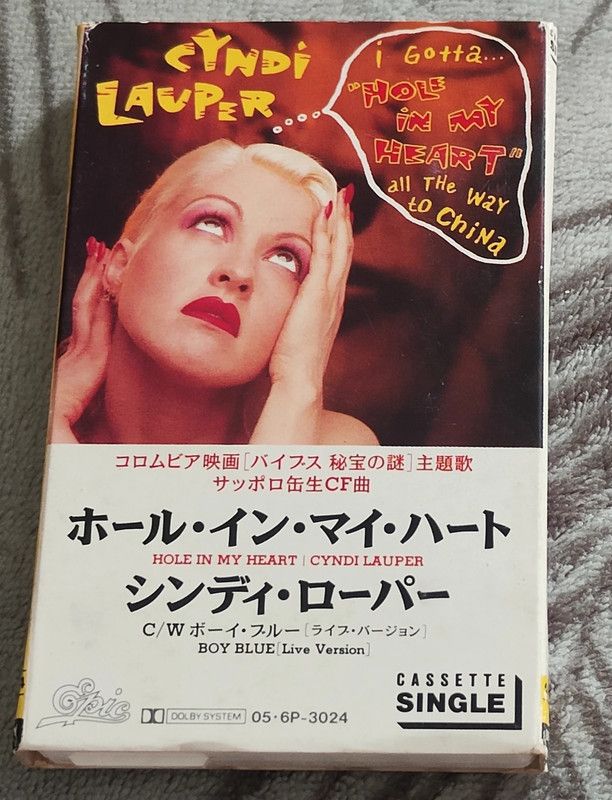 CYNDi
LAUPER
i Gotta...
"HOLE
iN MY
HEART"
all THe WaY
to CHiNa
コロムビア映画[バイブス 秘宝の謎]主題歌
サッポロ缶生CF曲
ホール・イン・マイ・ハート
HOLE IN MY HEART | CYNDI LAUPER
シンディ・ローパー
C/W ボーイ・ブルー[ライブ・バージョン]
BOY BLUE[Live Version]
Epic
DOLBY SYSTEM
05・6P-3024
CASSETTE
SINGLE